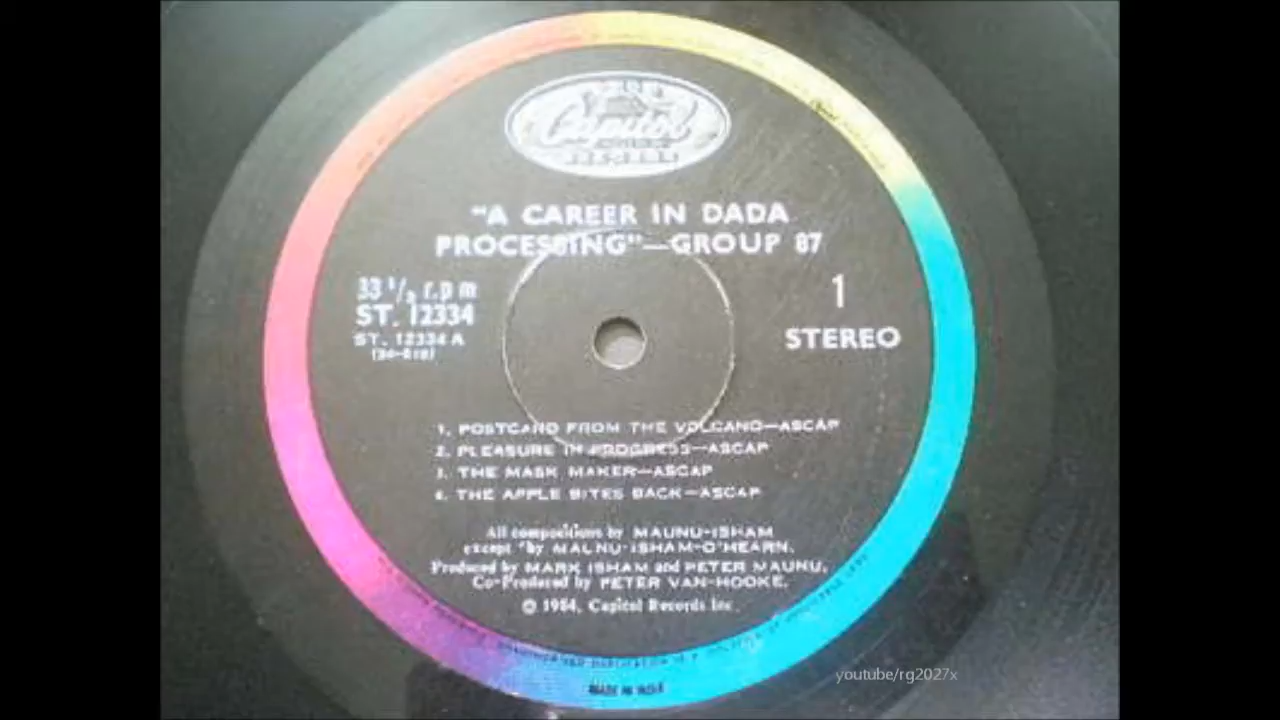 Capitol
"A CAREER IN DADA
PROCESSING"—GROUP 87
33 1/3 r.p m
ST. 12334
ST. 12334 A
1
STEREO
1. POSTCARD FROM THE VOLCANO—ASCAP
2. PLEASURE IN PROGRESS—ASCAP
3. THE MASK MAKER—ASCAP
4. THE APPLE BITES BACK—ASCAP
All compositions by MAUNU-ISHAM
except *by MAUNU-ISHAM-O'HEARN.
Produced by MARK ISHAM and PETER MAUNU,
Co-Produced by PETER VAN-HOOKE.
© 1984, Capitol Records Inc
MADE IN
youtube/rg2027x